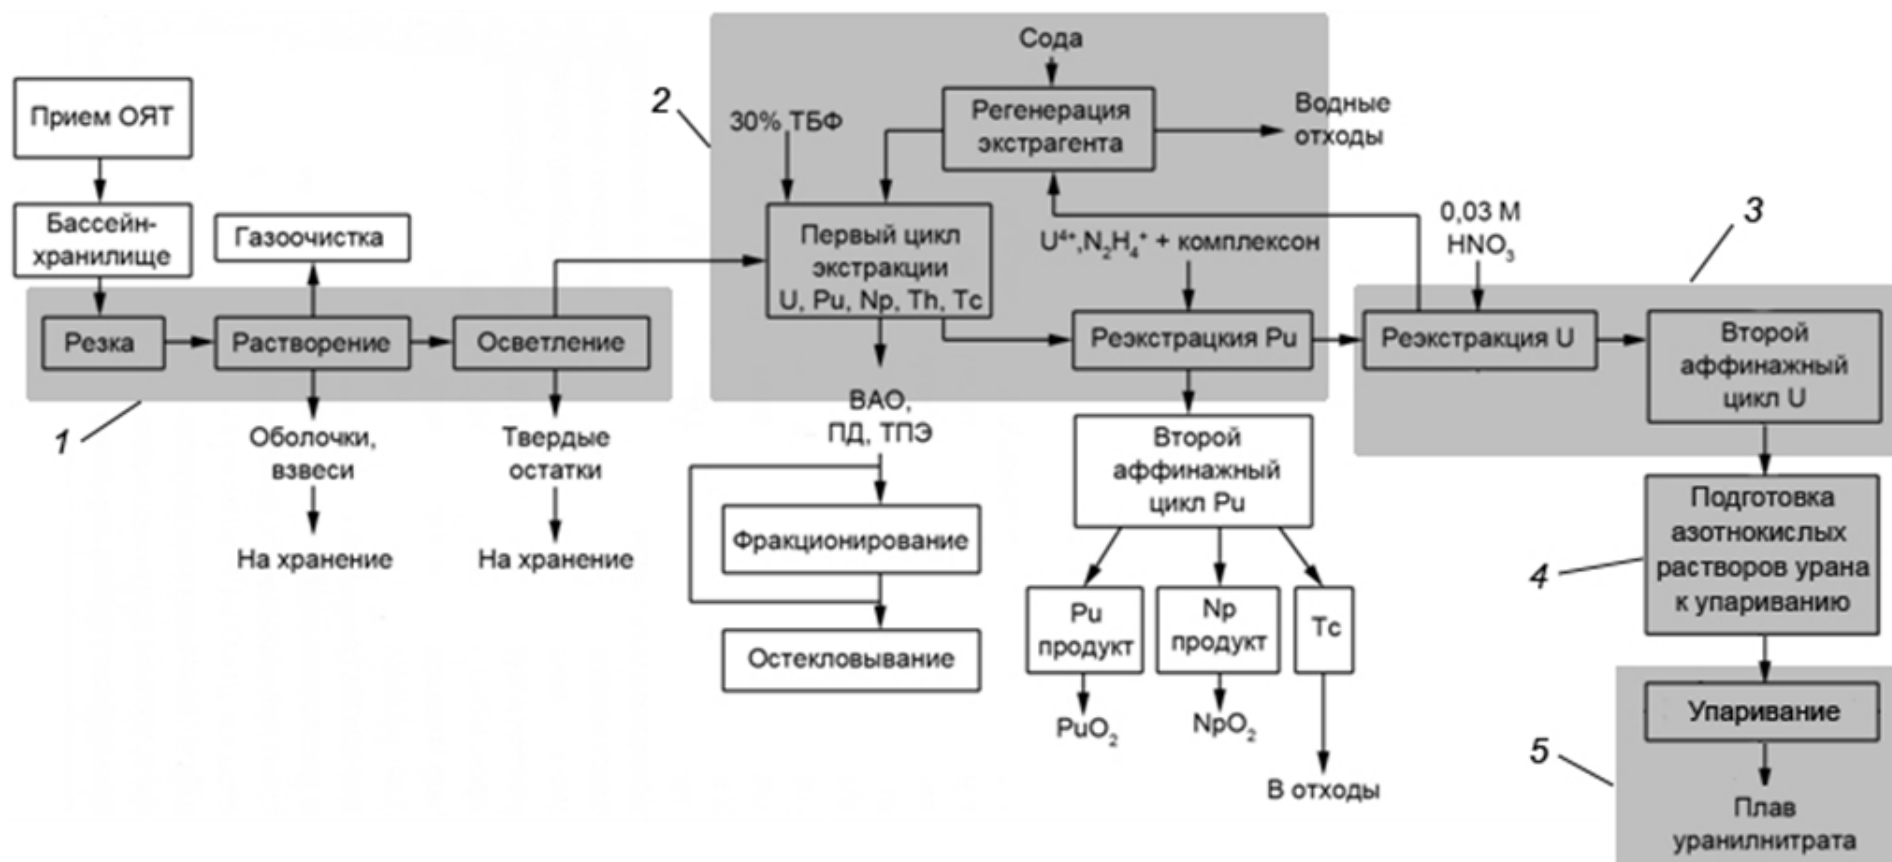 Прием ОЯТ
Бассейн-
хранилище
Резка
Газоочистка
Растворение
Осветление
1
Оболочки,
взвеси
На хранение
Твердые
остатки
На хранение
2
Сода
30% ТБФ
Регенерация
экстрагента
Водные
отходы
Первый цикл
экстракции
U, Pu, Np, Th, Tc
U⁴⁺,N₂H₄⁺ + комплексон
Реэкстрацкия Pu
ВАО,
ПД, ТПЭ
Фракционирование
Остекловывание
Второй
аффинажный
цикл Pu
Pu
продукт
Np
продукт
Tc
PuO₂
NpO₂
В отходы
0,03 М
HNO₃
3
Реэкстракция U
Второй
аффинажный
цикл U
4
Подготовка
азотнокислых
растворов урана
к упариванию
5
Упаривание
Плав
уранилнитрата